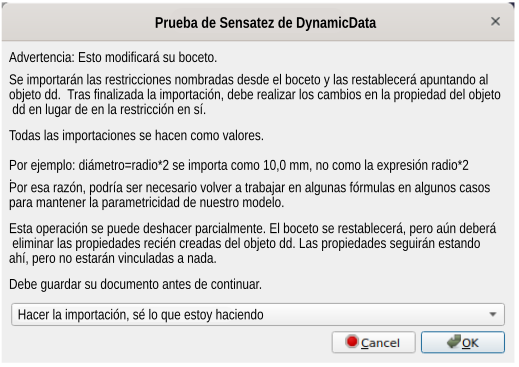 Prueba de Sensatez de DynamicData
Advertencia: Esto modificará su boceto.
Se importarán las restricciones nombradas desde el boceto y las restablecerá apuntando al
objeto dd. Tras finalizada la importación, debe realizar los cambios en la propiedad del objeto
dd en lugar de en la restricción en sí.
Todas las importaciones se hacen como valores.
Por ejemplo: diámetro=radio*2 se importa como 10,0 mm, no como la expresión radio*2
Por esa razón, podría ser necesario volver a trabajar en algunas fórmulas en algunos casos
para mantener la parametricidad de nuestro modelo.
Esta operación se puede deshacer parcialmente. El boceto se restablecerá, pero aún deberá
eliminar las propiedades recién creadas del objeto dd. Las propiedades seguirán estando
ahí, pero no estarán vinculadas a nada.
Debe guardar su documento antes de continuar.
Hacer la importación, sé lo que estoy haciendo
Cancel OK